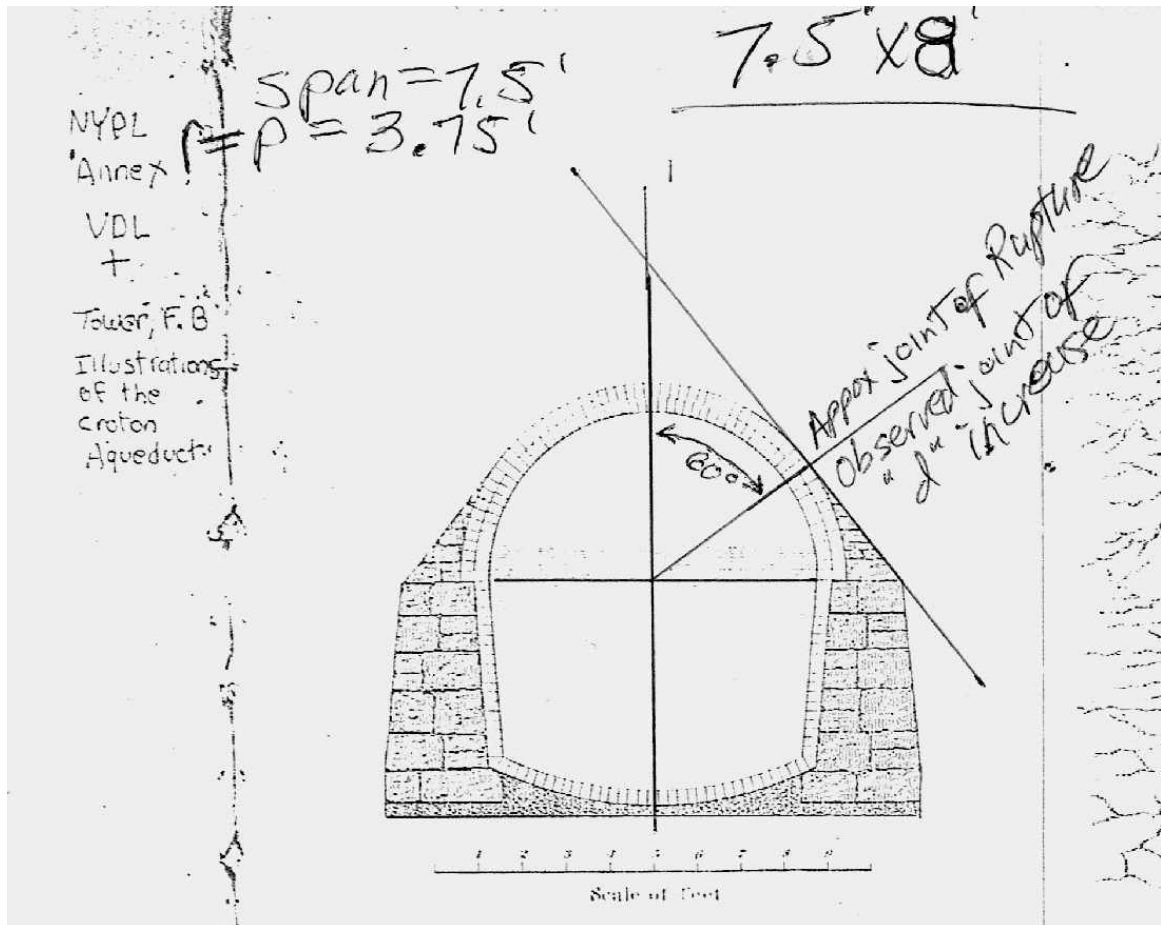 7.5' x 8'
span = 7.5'
r = p = 3.75'
NYPL
Annex
VDL
+
Tower, F.B
Illustrations
of the
croton
Aqueduct
Approx joint of Rupture
Observed joint of
"d" increase
60°
1 2 3 4 5 6 7 8 9
Scale of Feet